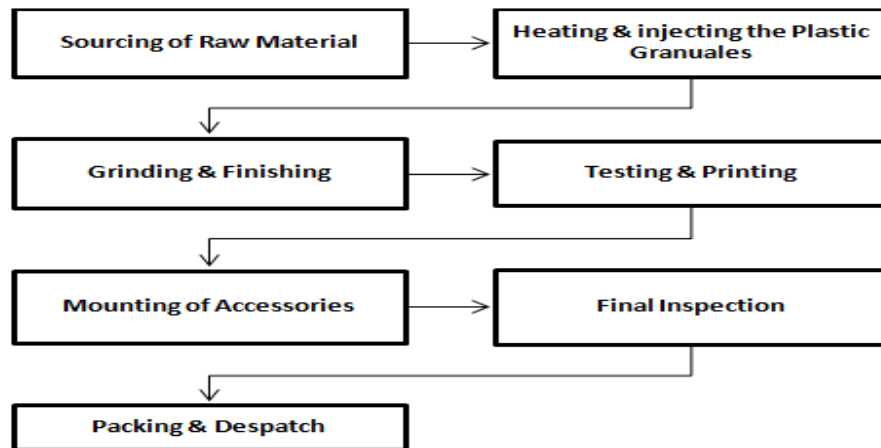 Sourcing of Raw Material
Heating & injecting the Plastic
Granuales
Grinding & Finishing
Testing & Printing
Mounting of Accessories
Final Inspection
Packing & Despatch